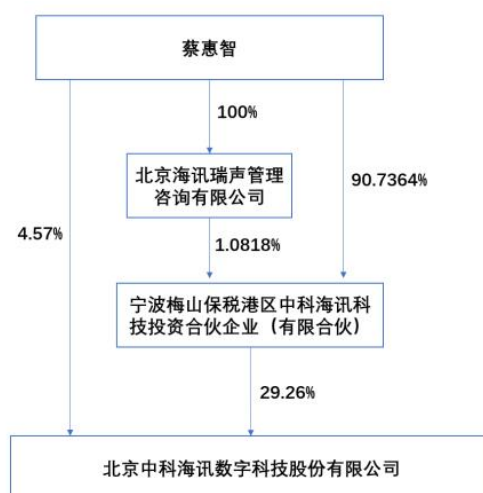 蔡惠智
100%
北京海讯瑞声管理
咨询有限公司
90.7364%
4.57%
1.0818%
宁波梅山保税港区中科海讯科
技投资合伙企业（有限合伙）
29.26%
北京中科海讯数字科技股份有限公司